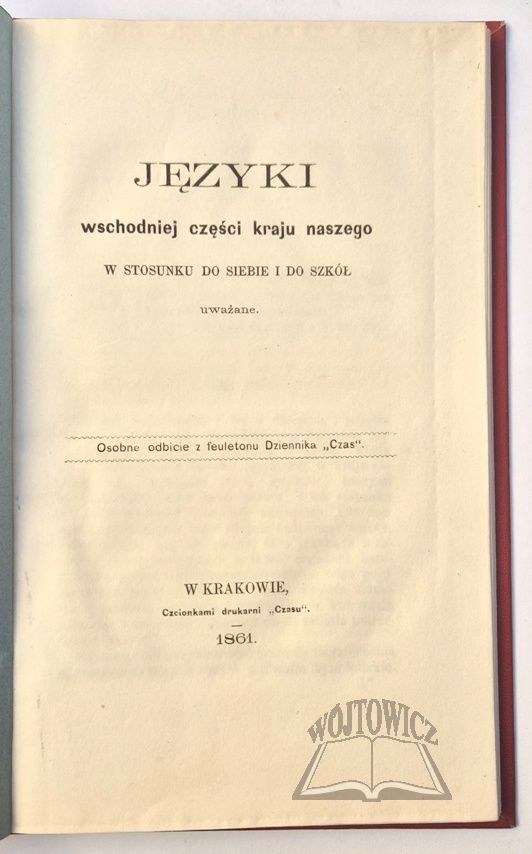 JĘZYKI
wschodniej części kraju naszego
W STOSUNKU DO SIEBIE I DO SZKÓŁ
uważane.
Osobne odbicie z feuletonu Dziennika „Czas“.
W KRAKOWIE,
Czcionkami drukarni „Czasu“.
1861.
WÓJTOWICZ